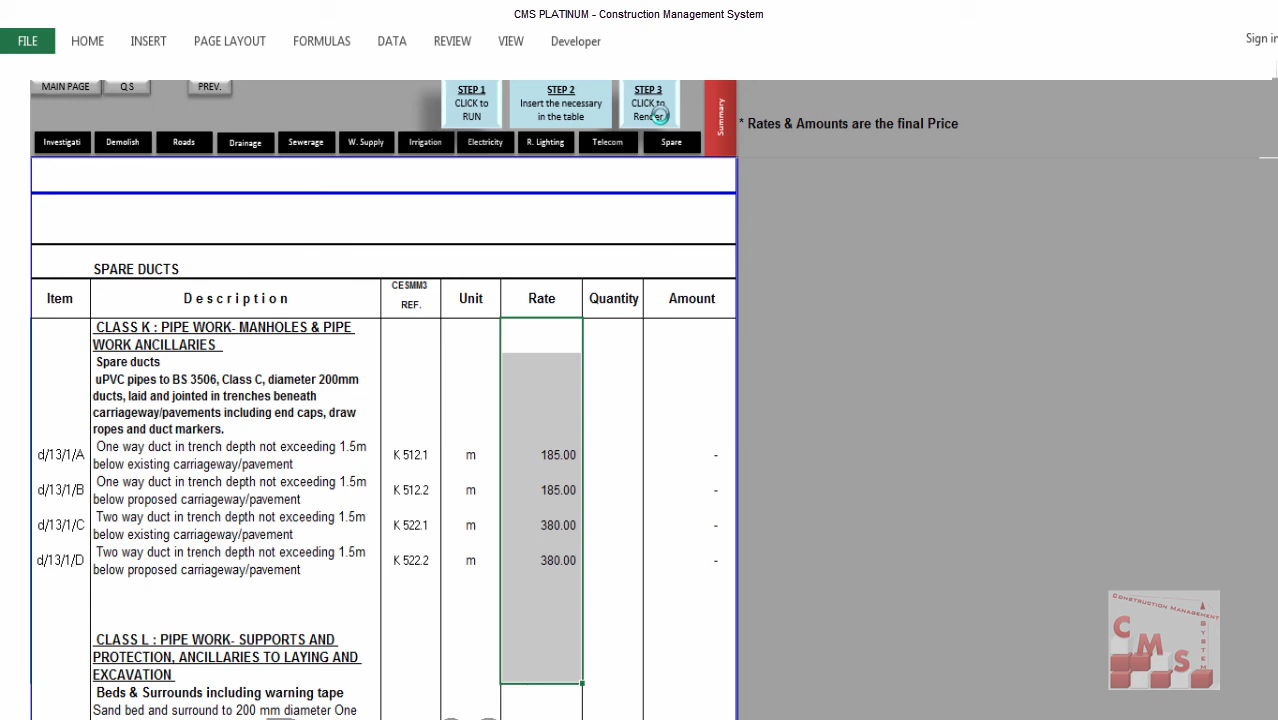 CMS PLATINUM - Construction Management System
FILE HOME INSERT PAGE LAYOUT FORMULAS DATA REVIEW VIEW Developer Sign in
MAIN PAGE Q S PREV.
STEP 1
CLICK to
RUN
STEP 2
Insert the necessary
in the table
STEP 3
CLICK to
Render
Summary
* Rates & Amounts are the final Price
Investigati Demolish Roads Drainage Sewerage W. Supply Irrigation Electricity R. Lighting Telecom Spare
SPARE DUCTS
Item Description CESMM3 REF. Unit Rate Quantity Amount
CLASS K : PIPE WORK- MANHOLES & PIPE
WORK ANCILLARIES
Spare ducts
uPVC pipes to BS 3506, Class C, diameter 200mm
ducts, laid and jointed in trenches beneath
carriageway/pavements including end caps, draw
ropes and duct markers.
d/13/1/A One way duct in trench depth not exceeding 1.5m
below existing carriageway/pavement K 512.1 m 185.00 -
d/13/1/B One way duct in trench depth not exceeding 1.5m
below proposed carriageway/pavement K 512.2 m 185.00 -
d/13/1/C Two way duct in trench depth not exceeding 1.5m
below existing carriageway/pavement K 522.1 m 380.00 -
d/13/1/D Two way duct in trench depth not exceeding 1.5m
below proposed carriageway/pavement K 522.2 m 380.00 -
CLASS L : PIPE WORK- SUPPORTS AND
PROTECTION, ANCILLARIES TO LAYING AND
EXCAVATION
Beds & Surrounds including warning tape
Sand bed and surround to 200 mm diameter One
CONSTRUCTION MANAGEMENT
SYSTEM
CMS